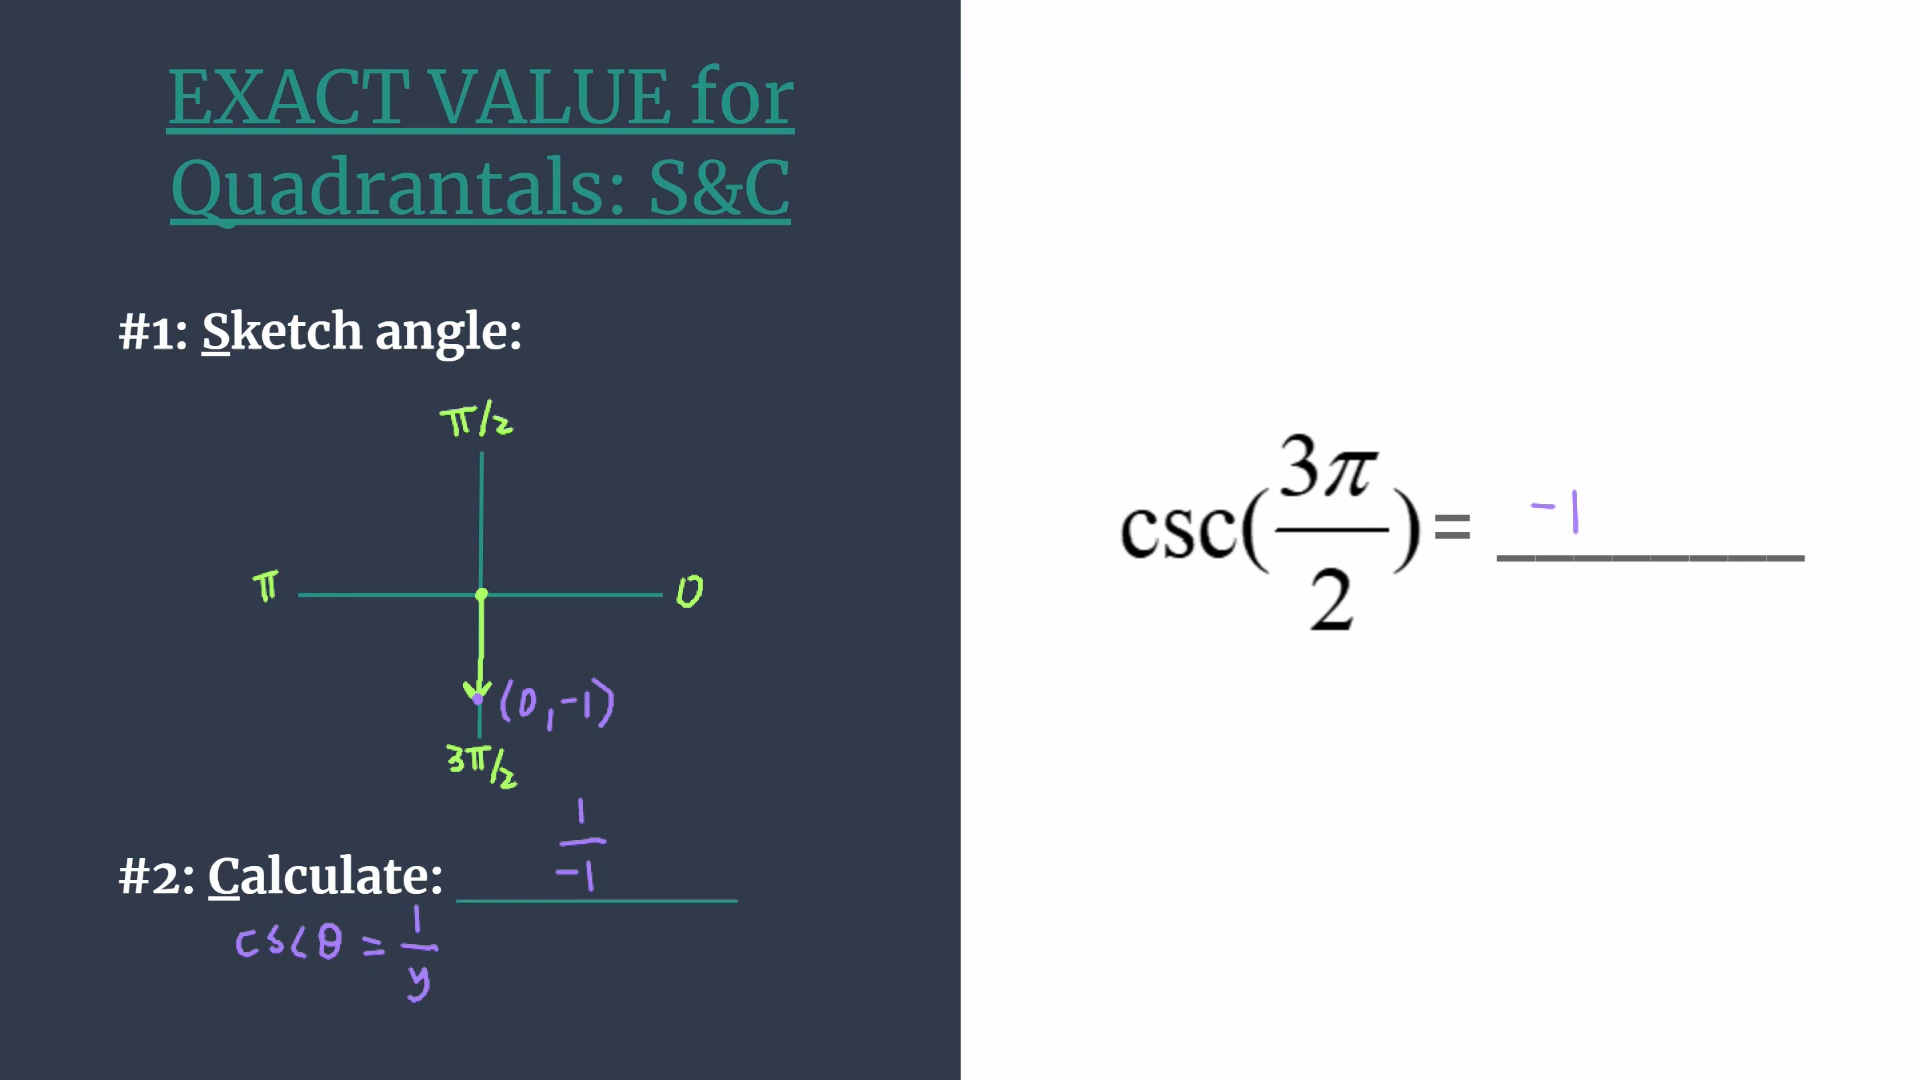 EXACT VALUE for
Quadrantals: S&C
#1: Sketch angle:
π/2
π
0
(0,-1)
3π/2
#2: Calculate: 1/-1
cscθ = 1/y
csc(3π/2)= -1